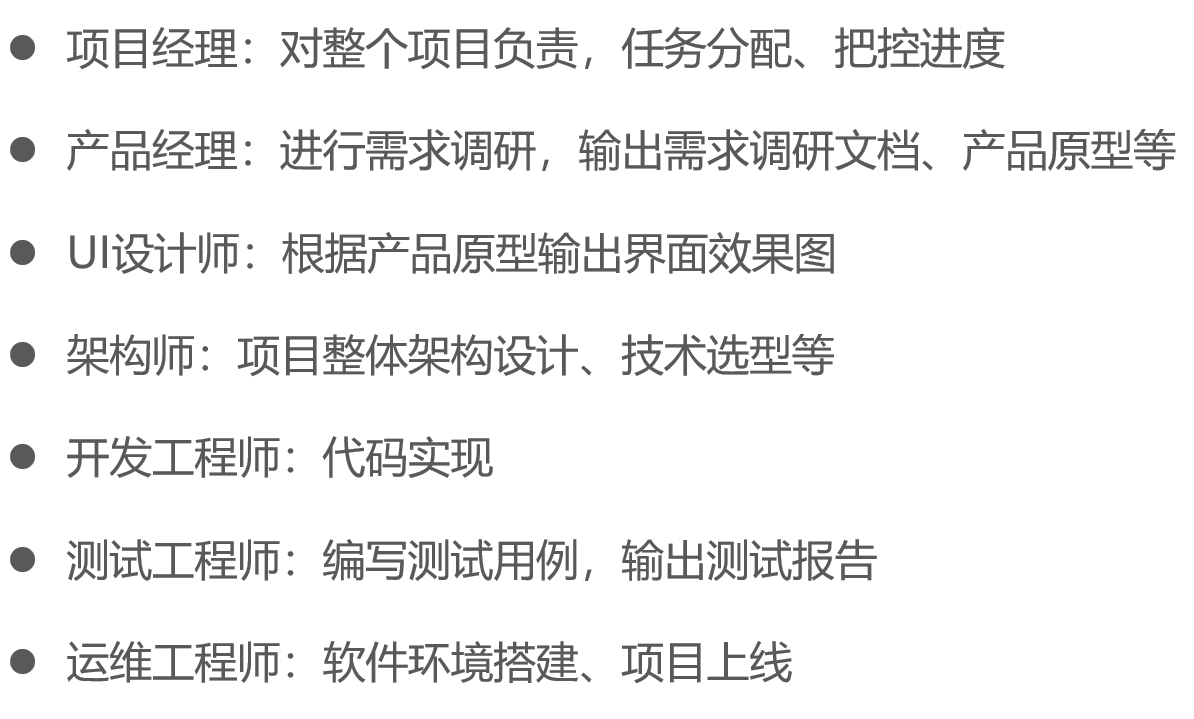 ● 项目经理：对整个项目负责，任务分配、把控进度
● 产品经理：进行需求调研，输出需求调研文档、产品原型等
● UI设计师：根据产品原型输出界面效果图
● 架构师：项目整体架构设计、技术选型等
● 开发工程师：代码实现
● 测试工程师：编写测试用例，输出测试报告
● 运维工程师：软件环境搭建、项目上线